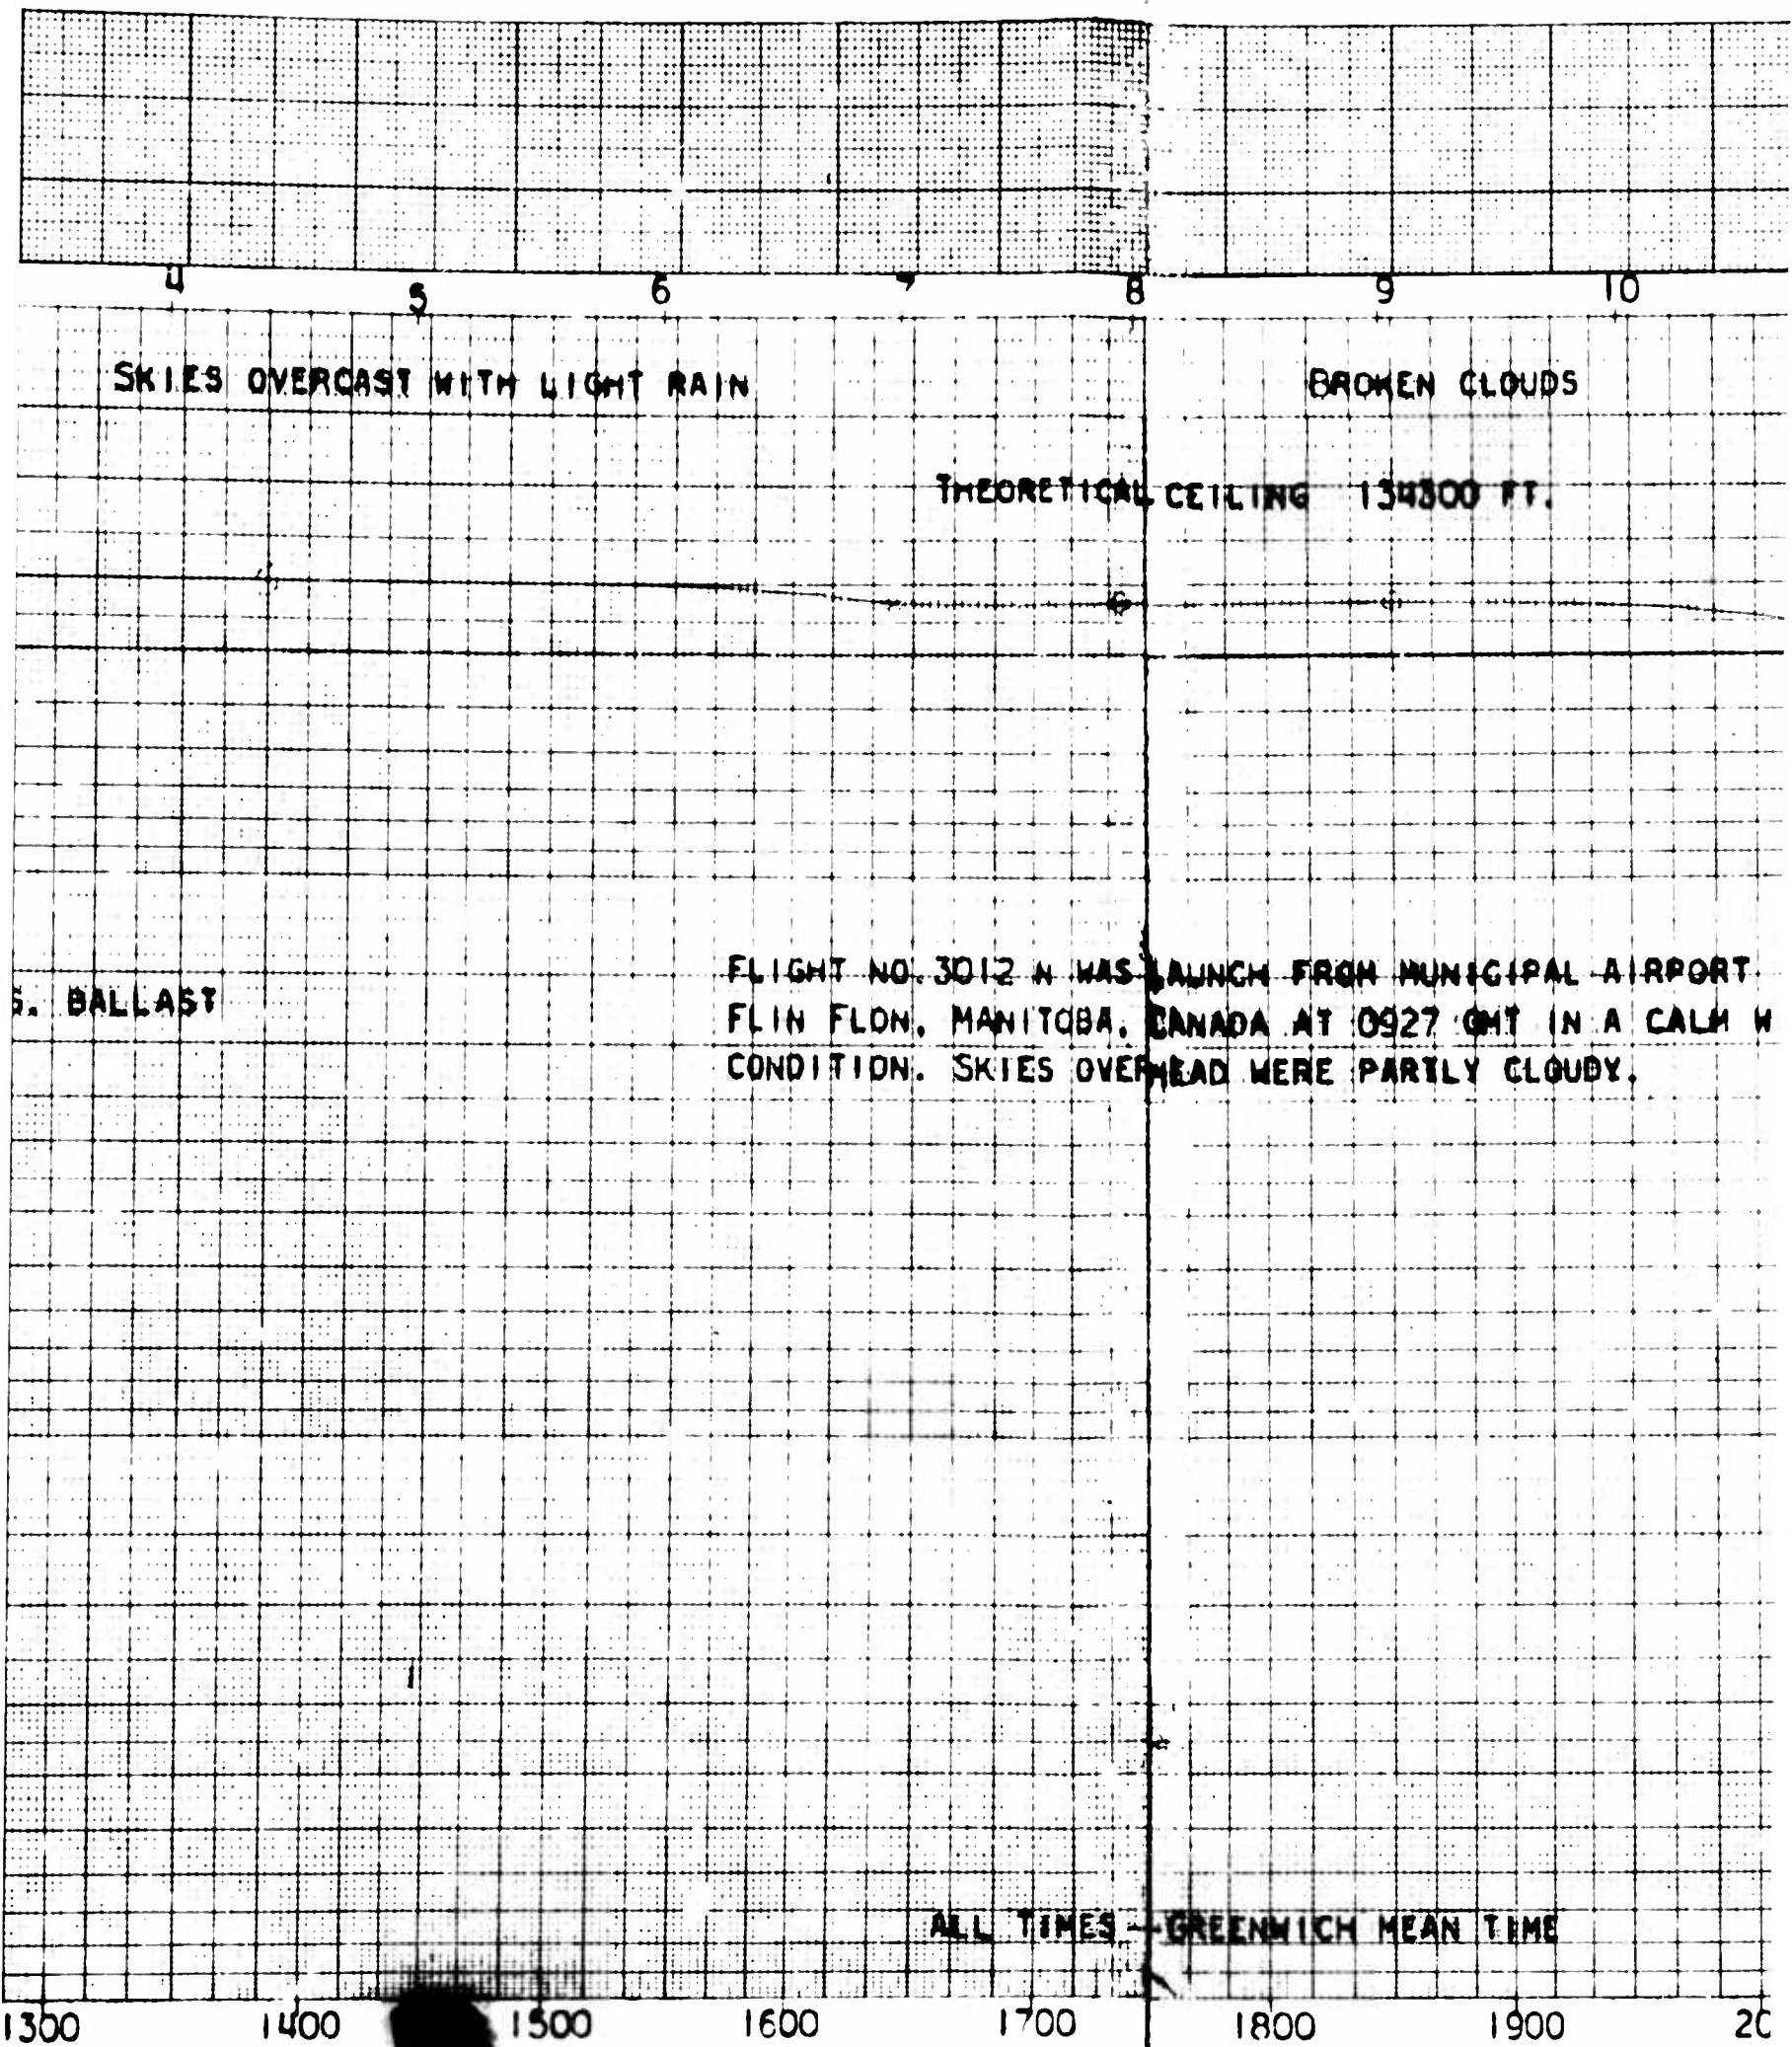 4 5 6 7 8 9 10
SKIES OVERCAST WITH LIGHT RAIN BROKEN CLOUDS
THEORETICAL CEILING 134300 FT.
FLIGHT NO. 3012 N WAS LAUNCH FROM MUNICIPAL AIRPORT
S. BALLAST
FLIN FLON, MANITOBA, CANADA AT 0927 GMT IN A CALM W
CONDITION. SKIES OVERHEAD WERE PARTLY CLOUDY.
ALL TIMES - GREENWICH MEAN TIME
1300 1400 1500 1600 1700 1800 1900 20